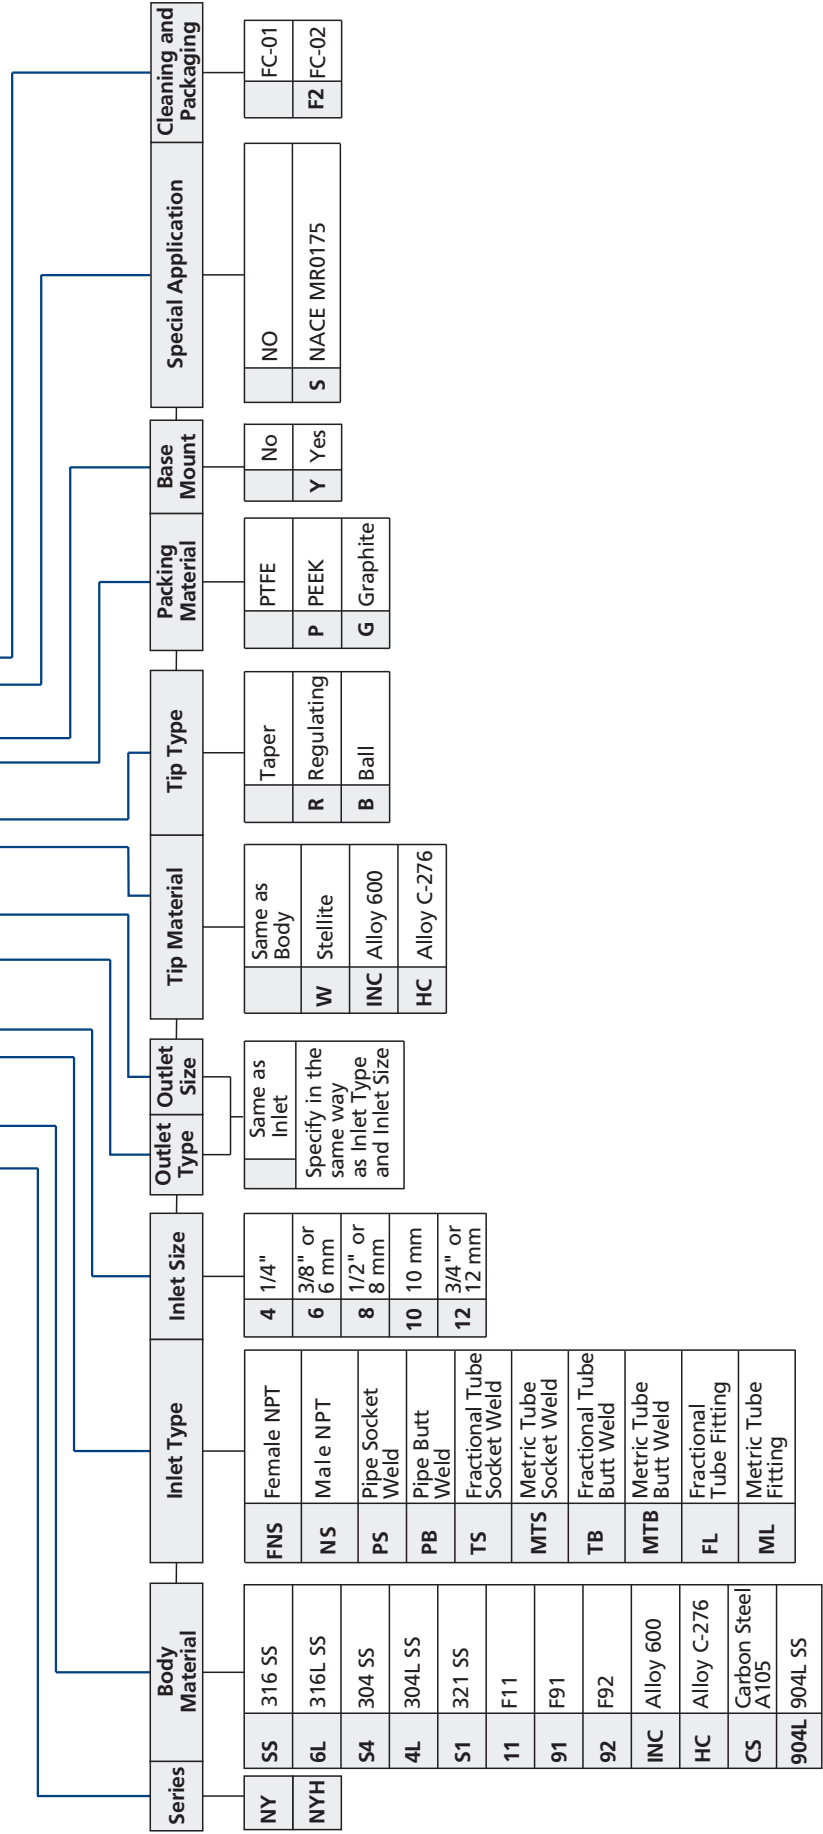 Series
NY
NYH
Body
Material
SS 316 SS
6L 316L SS
S4 304 SS
4L 304L SS
S1 321 SS
11 F11
91 F91
92 F92
INC Alloy 600
HC Alloy C-276
CS Carbon Steel
A105
904L 904L SS
Inlet Type
FNS Female NPT
NS Male NPT
PS Pipe Socket
Weld
PB Pipe Butt
Weld
TS Fractional Tube
Socket Weld
MTS Metric Tube
Socket Weld
TB Fractional Tube
Butt Weld
MTB Metric Tube
Butt Weld
FL Fractional
Tube Fitting
ML Metric Tube
Fitting
Inlet Size
4 1/4"
6 3/8" or
6 mm
8 1/2" or
8 mm
10 10 mm
12 3/4" or
12 mm
Outlet
Type
Outlet
Size
Same as
Inlet
Specify in the
same way
as Inlet Type
and Inlet Size
Tip Material
Same as
Body
W Stellite
INC Alloy 600
HC Alloy C-276
Tip Type
Taper
R Regulating
B Ball
Packing
Material
PTFE
P PEEK
G Graphite
Base
Mount
No
Y Yes
Special Application
NO
S NACE MR0175
Cleaning and
Packaging
FC-01
F2 FC-02